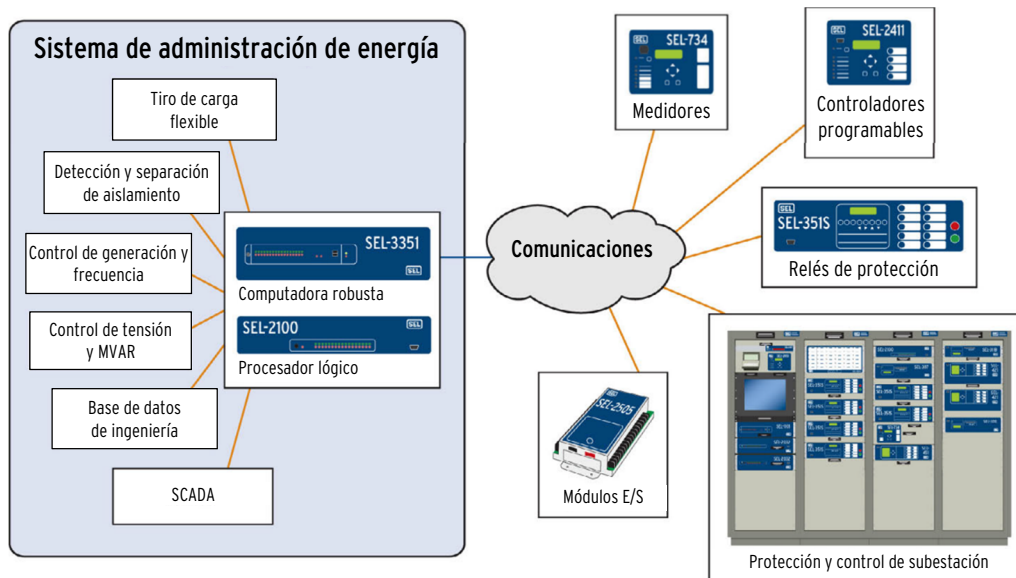 Sistema de administración de energía
Tiro de carga
flexible
Detección y separación
de aislamiento
Control de generación y
frecuencia
Control de tensión
y MVAR
Base de datos
de ingeniería
SCADA
SEL-3351
SEL
Computadora robusta
SEL-2100
SEL
Procesador lógico
Comunicaciones
SEL
SEL-734
Medidores
SEL
SEL-2411
Controladores
programables
SEL
SEL-351S
Relés de protección
SEL-2505
Módulos E/S
Protección y control de subestación